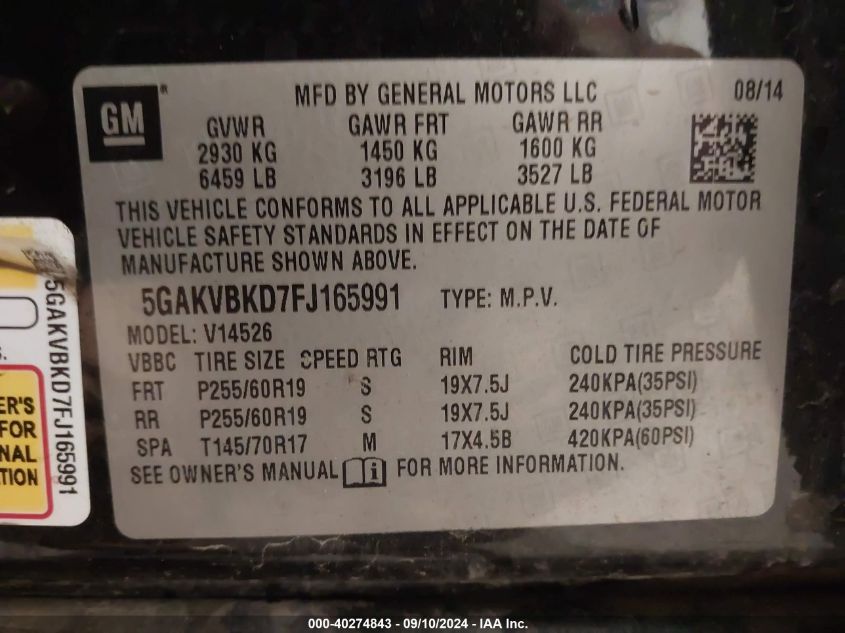 GM
MFD BY GENERAL MOTORS LLC 08/14
GVWR GAWR FRT GAWR RR
2930 KG 1450 KG 1600 KG
6459 LB 3196 LB 3527 LB
THIS VEHICLE CONFORMS TO ALL APPLICABLE U.S. FEDERAL MOTOR
VEHICLE SAFETY STANDARDS IN EFFECT ON THE DATE OF
MANUFACTURE SHOWN ABOVE.
5GAKVBKD7FJ165991 TYPE: M.P.V.
MODEL: V14526
VBBC TIRE SIZE SPEED RTG RIM COLD TIRE PRESSURE
FRT P255/60R19 S 19X7.5J 240KPA(35PSI)
RR P255/60R19 S 19X7.5J 240KPA(35PSI)
SPA T145/70R17 M 17X4.5B 420KPA(60PSI)
SEE OWNER'S MANUAL FOR MORE INFORMATION.
5GAKVBKD7FJ165991
S.
ER'S
FOR
NAL
TION
000-40274843 - 09/10/2024 - IAA Inc.